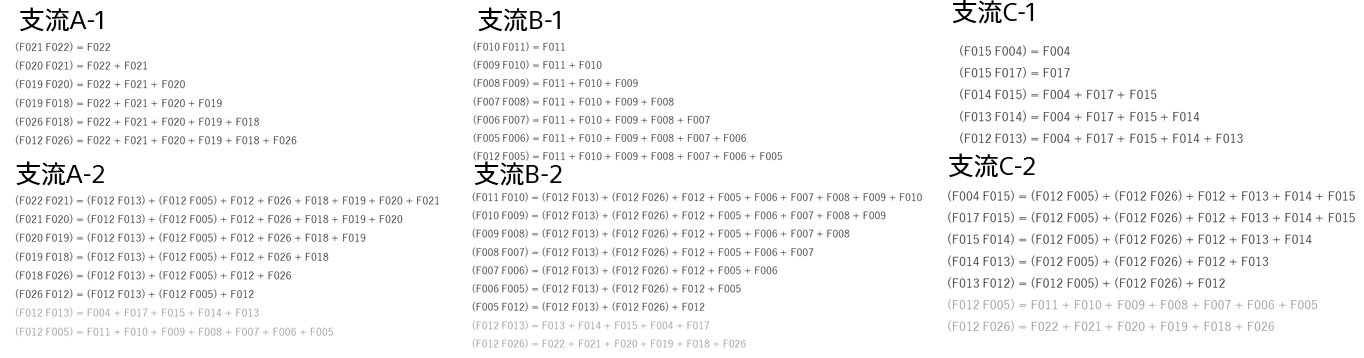 支流A-1
(F021 F022) = F022
(F020 F021) = F022 + F021
(F019 F020) = F022 + F021 + F020
(F019 F018) = F022 + F021 + F020 + F019
(F026 F018) = F022 + F021 + F020 + F019 + F018
(F012 F026) = F022 + F021 + F020 + F019 + F018 + F026
支流A-2
(F022 F021) = (F012 F013) + (F012 F005) + F012 + F026 + F018 + F019 + F020 + F021
(F021 F020) = (F012 F013) + (F012 F005) + F012 + F026 + F018 + F019 + F020
(F020 F019) = (F012 F013) + (F012 F005) + F012 + F026 + F018 + F019
(F019 F018) = (F012 F013) + (F012 F005) + F012 + F026 + F018
(F018 F026) = (F012 F013) + (F012 F005) + F012 + F026
(F026 F012) = (F012 F013) + (F012 F005) + F012
(F012 F013) = F004 + F017 + F015 + F014 + F013
(F012 F005) = F011 + F010 + F009 + F008 + F007 + F006 + F005
支流B-1
(F010 F011) = F011
(F009 F010) = F011 + F010
(F008 F009) = F011 + F010 + F009
(F007 F008) = F011 + F010 + F009 + F008
(F006 F007) = F011 + F010 + F009 + F008 + F007
(F005 F006) = F011 + F010 + F009 + F008 + F007 + F006
(F012 F005) = F011 + F010 + F009 + F008 + F007 + F006 + F005
支流B-2
(F011 F010) = (F012 F013) + (F012 F026) + F012 + F005 + F006 + F007 + F008 + F009 + F010
(F010 F009) = (F012 F013) + (F012 F026) + F012 + F005 + F006 + F007 + F008 + F009
(F009 F008) = (F012 F013) + (F012 F026) + F012 + F005 + F006 + F007 + F008
(F008 F007) = (F012 F013) + (F012 F026) + F012 + F005 + F006 + F007
(F007 F006) = (F012 F013) + (F012 F026) + F012 + F005 + F006
(F006 F005) = (F012 F013) + (F012 F026) + F012 + F005
(F005 F012) = (F012 F013) + (F012 F026) + F012
(F012 F013) = F013 + F014 + F015 + F004 + F017
(F012 F026) = F022 + F021 + F020 + F019 + F018 + F026
支流C-1
(F015 F004) = F004
(F015 F017) = F017
(F014 F015) = F004 + F017 + F015
(F013 F014) = F004 + F017 + F015 + F014
(F012 F013) = F004 + F017 + F015 + F014 + F013
支流C-2
(F004 F015) = (F012 F005) + (F012 F026) + F012 + F013 + F014 + F015
(F017 F015) = (F012 F005) + (F012 F026) + F012 + F013 + F014 + F015
(F015 F014) = (F012 F005) + (F012 F026) + F012 + F013 + F014
(F014 F013) = (F012 F005) + (F012 F026) + F012 + F013
(F013 F012) = (F012 F005) + (F012 F026) + F012
(F012 F005) = F011 + F010 + F009 + F008 + F007 + F006 + F005
(F012 F026) = F022 + F021 + F020 + F019 + F018 + F026